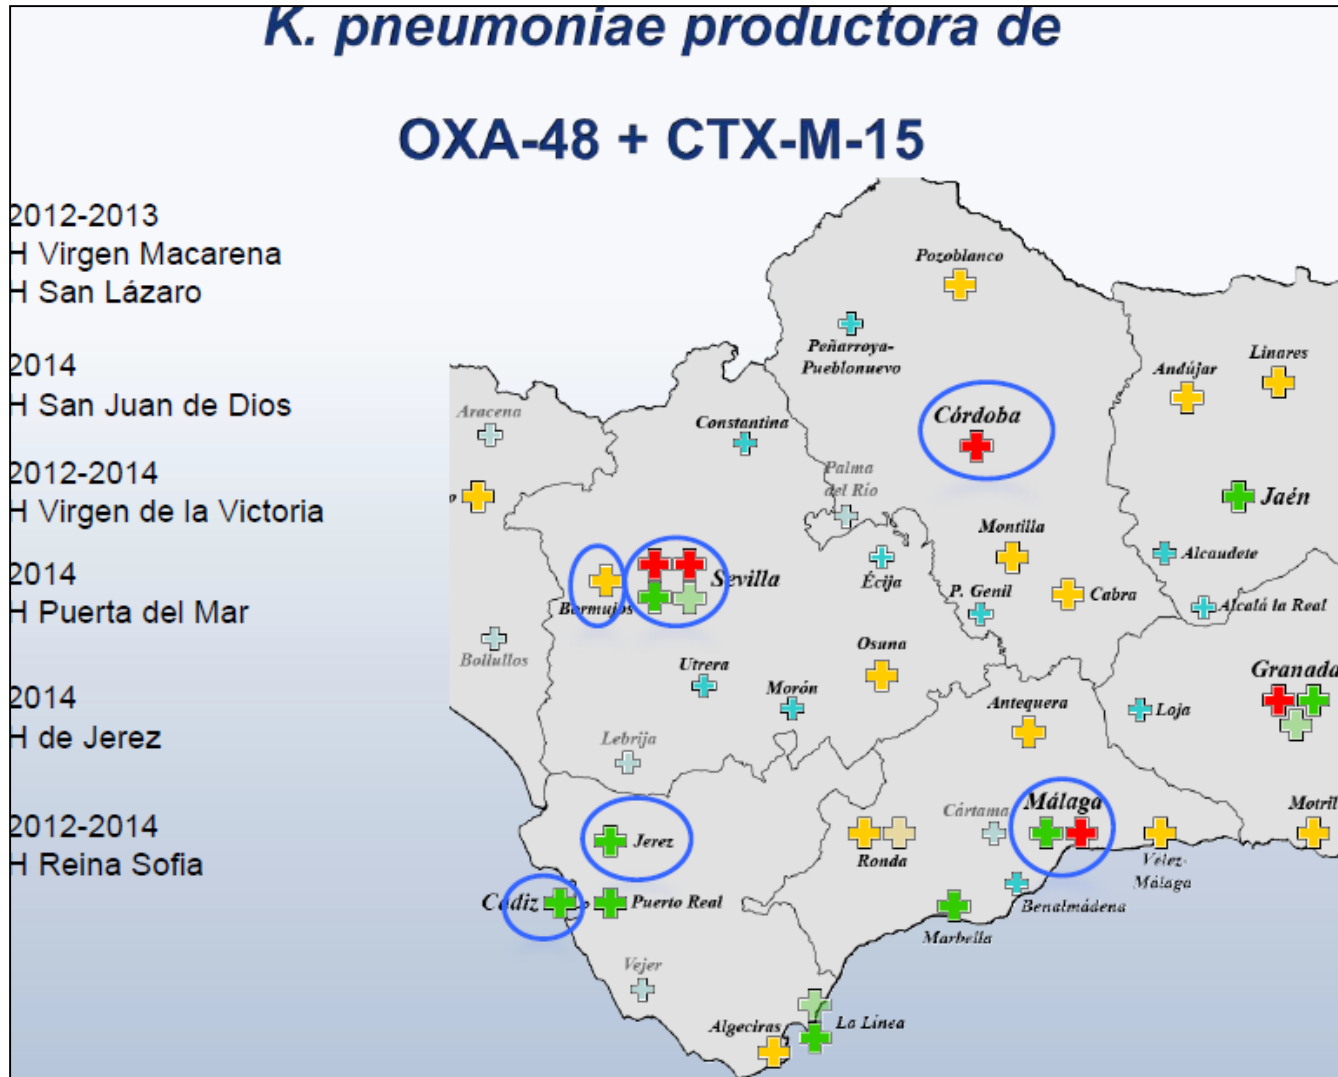 K. pneumoniae productora de
OXA-48 + CTX-M-15
2012-2013
H Virgen Macarena
H San Lázaro
2014
H San Juan de Dios
2012-2014
H Virgen de la Victoria
2014
H Puerta del Mar
2014
H de Jerez
2012-2014
H Reina Sofia
Pozoblanco
Peñarroya-
Pueblonuevo
Andújar
Linares
Aracena
Constantina
Córdoba
Palma
del Río
Jaén
Montilla
Alcaudete
Sevilla
Écija
Bormujos
P. Genil
Cabra
Alcalá la Real
Bollullos
Utrera
Osuna
Granada
Morón
Antequera
Loja
Lebrija
Cártama
Málaga
Motril
Jerez
Ronda
Vélez-
Málaga
Cádiz
Puerto Real
Benalmádena
Marbella
Vejer
Algeciras
La Línea